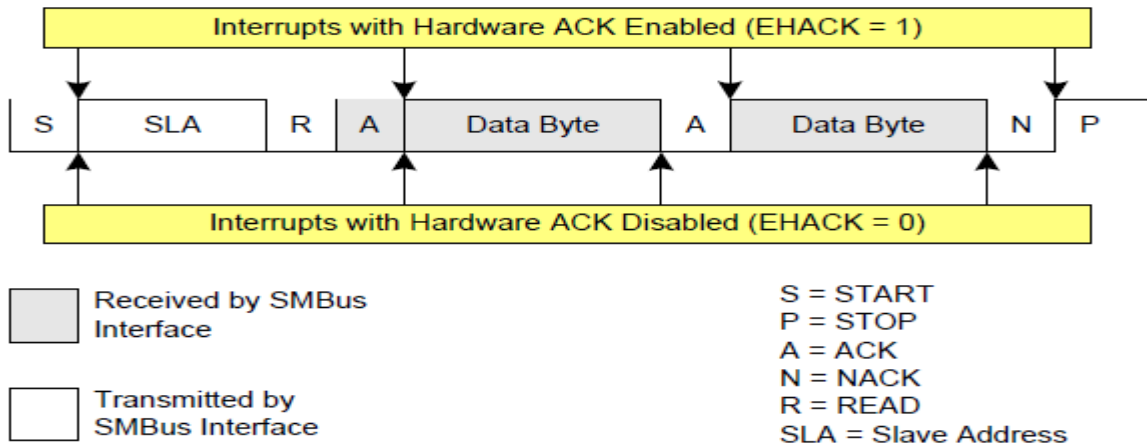 Interrupts with Hardware ACK Enabled (EHACK = 1)
S SLA R A Data Byte A Data Byte N P
Interrupts with Hardware ACK Disabled (EHACK = 0)
Received by SMBus
Interface
Transmitted by
SMBus Interface
S = START
P = STOP
A = ACK
N = NACK
R = READ
SLA = Slave Address